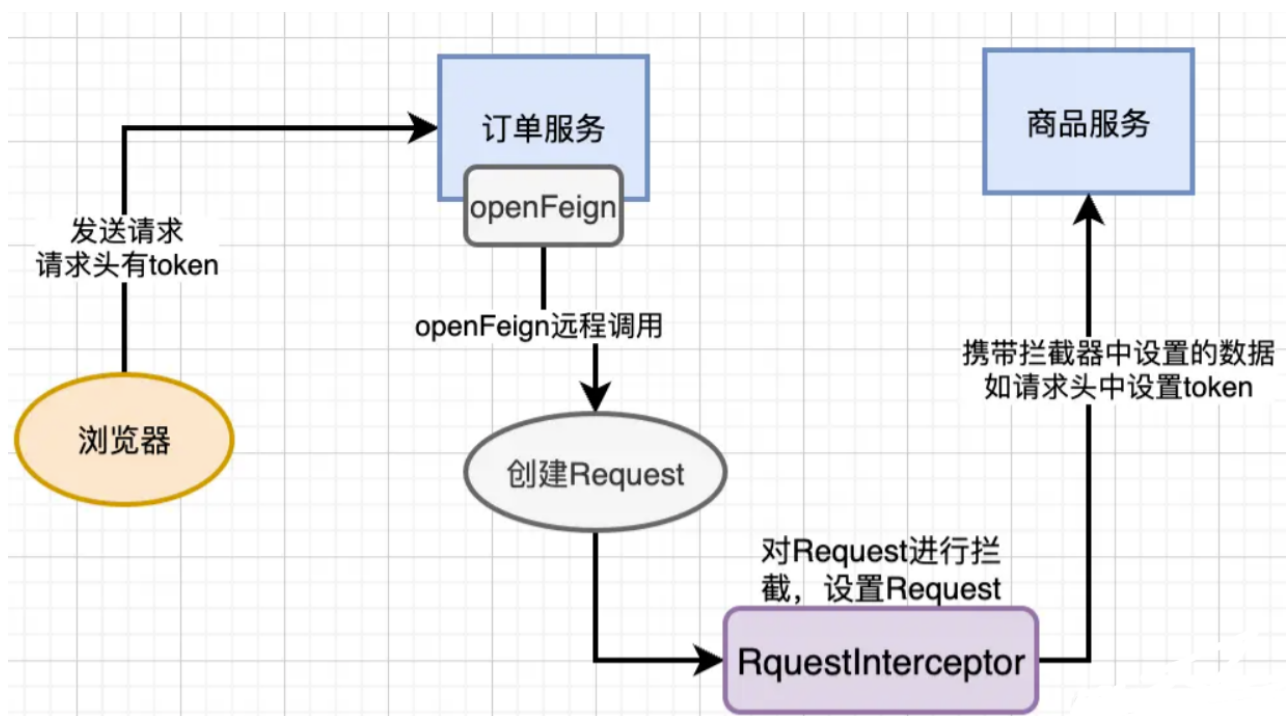 订单服务
商品服务
openFeign
发送请求
请求头有token
openFeign远程调用
携带拦截器中设置的数据
如请求头中设置token
浏览器
创建Request
对Request进行拦
截，设置Request
RquestInterceptor